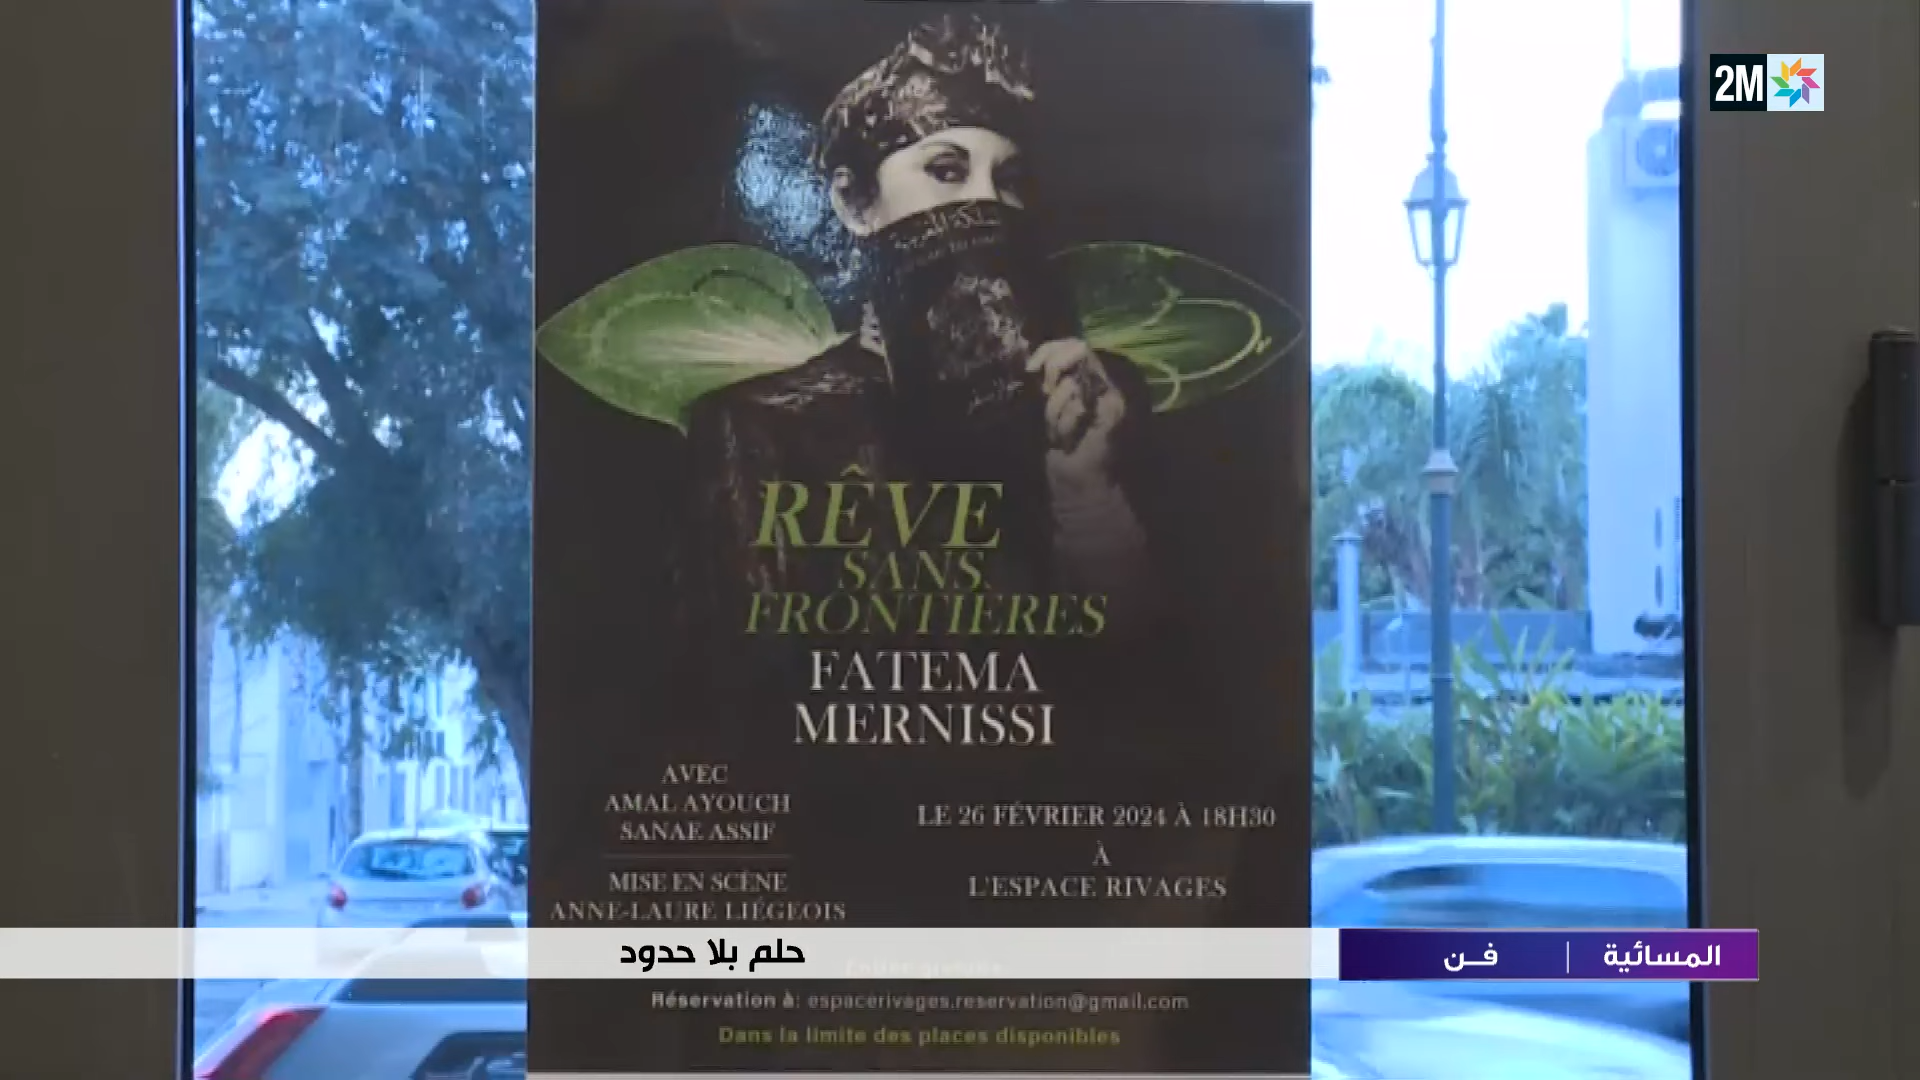 2M
RÊVE
SANS
FRONTIÈRES
FATEMA
MERNISSI
AVEC
AMAL AYOUCH
SANAE ASSIF
MISE EN SCÈNE
ANNE-LAURE LIÉGEOIS
LE 26 FÉVRIER 2024 À 18H30
À
L'ESPACE RIVAGES
المسائية | فــن
حلم بلا حدود
Réservation à: espacerivages.reservation@gmail.com
Dans la limite des places disponibles